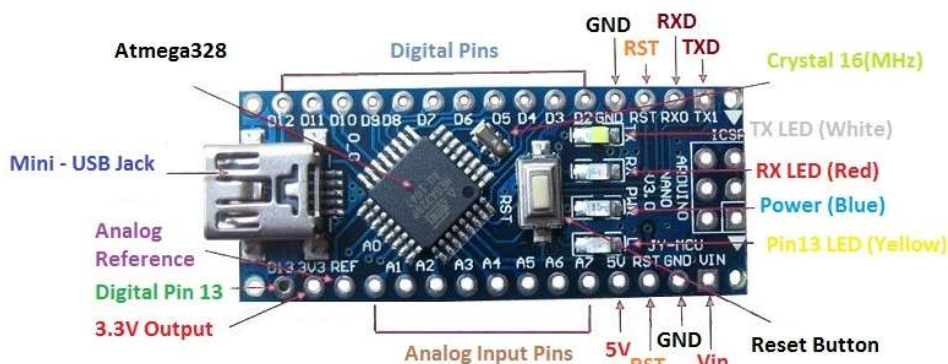 GND
RXD
RST
TXD
Atmega328
Digital Pins
Crystal 16(MHz)
D12 D11 D10 D9 D8 D7 D6 D5 D4 D3 D2 GND RST RX0 TX1
ICSP
TX LED (White)
Mini - USB Jack
RX LED (Red)
RX
PWR
RST
ARDUINO
NANO
V3.0
Power (Blue)
Analog
Reference
L
JY-MCU
Pin13 LED (Yellow)
A0
D13 3V3 REF A1 A2 A3 A4 A5 A6 A7 5V RST GND VIN
Digital Pin 13
3.3V Output
Analog Input Pins
5V
RST
GND
Vin
Reset Button